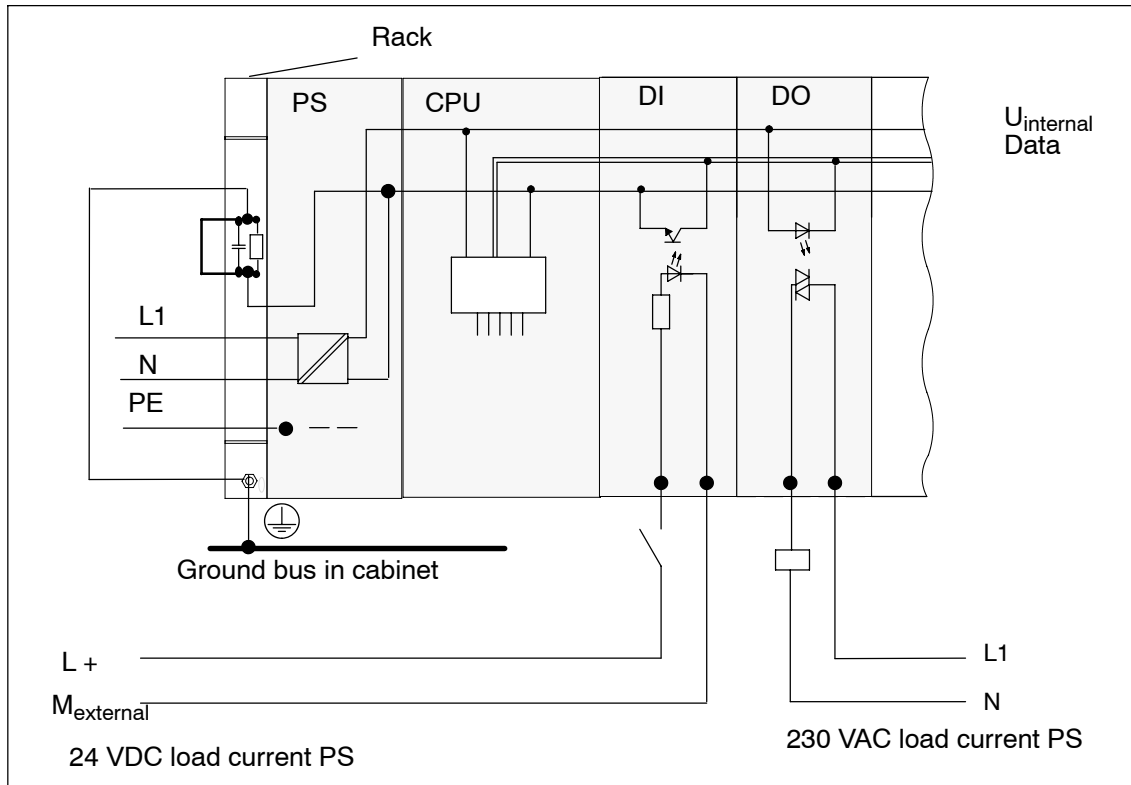 Rack
PS
CPU
DI
DO
Uinternal
Data
L1
N
PE
Ground bus in cabinet
L +
Mexternal
24 VDC load current PS
L1
N
230 VAC load current PS